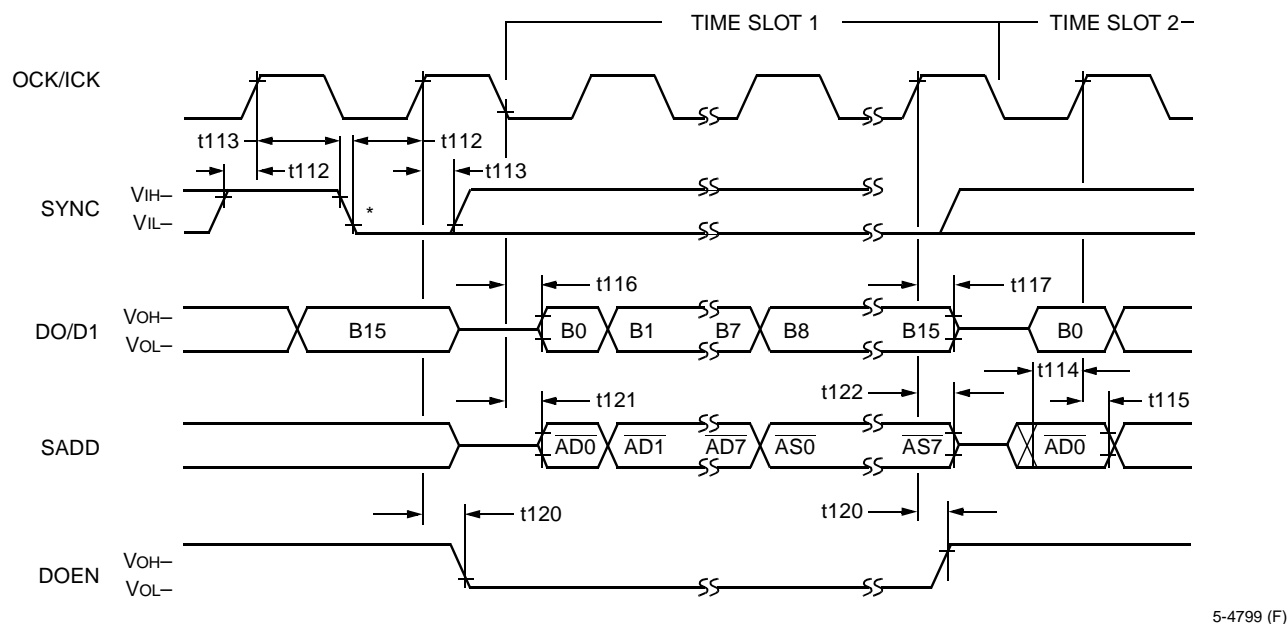 TIME SLOT 1 TIME SLOT 2
OCK/ICK
t113 t112
t112 t113
SYNC
VIH–
VIL–
*
t116 t117
DO/D1
VOH–
VOL–
B15 B0 B1 B7 B8 B15 B0
t114
t121 t122 t115
SADD
AD0 AD1 AD7 AS0 AS7 AD0
t120 t120
DOEN
VOH–
VOL–
5-4799 (F)